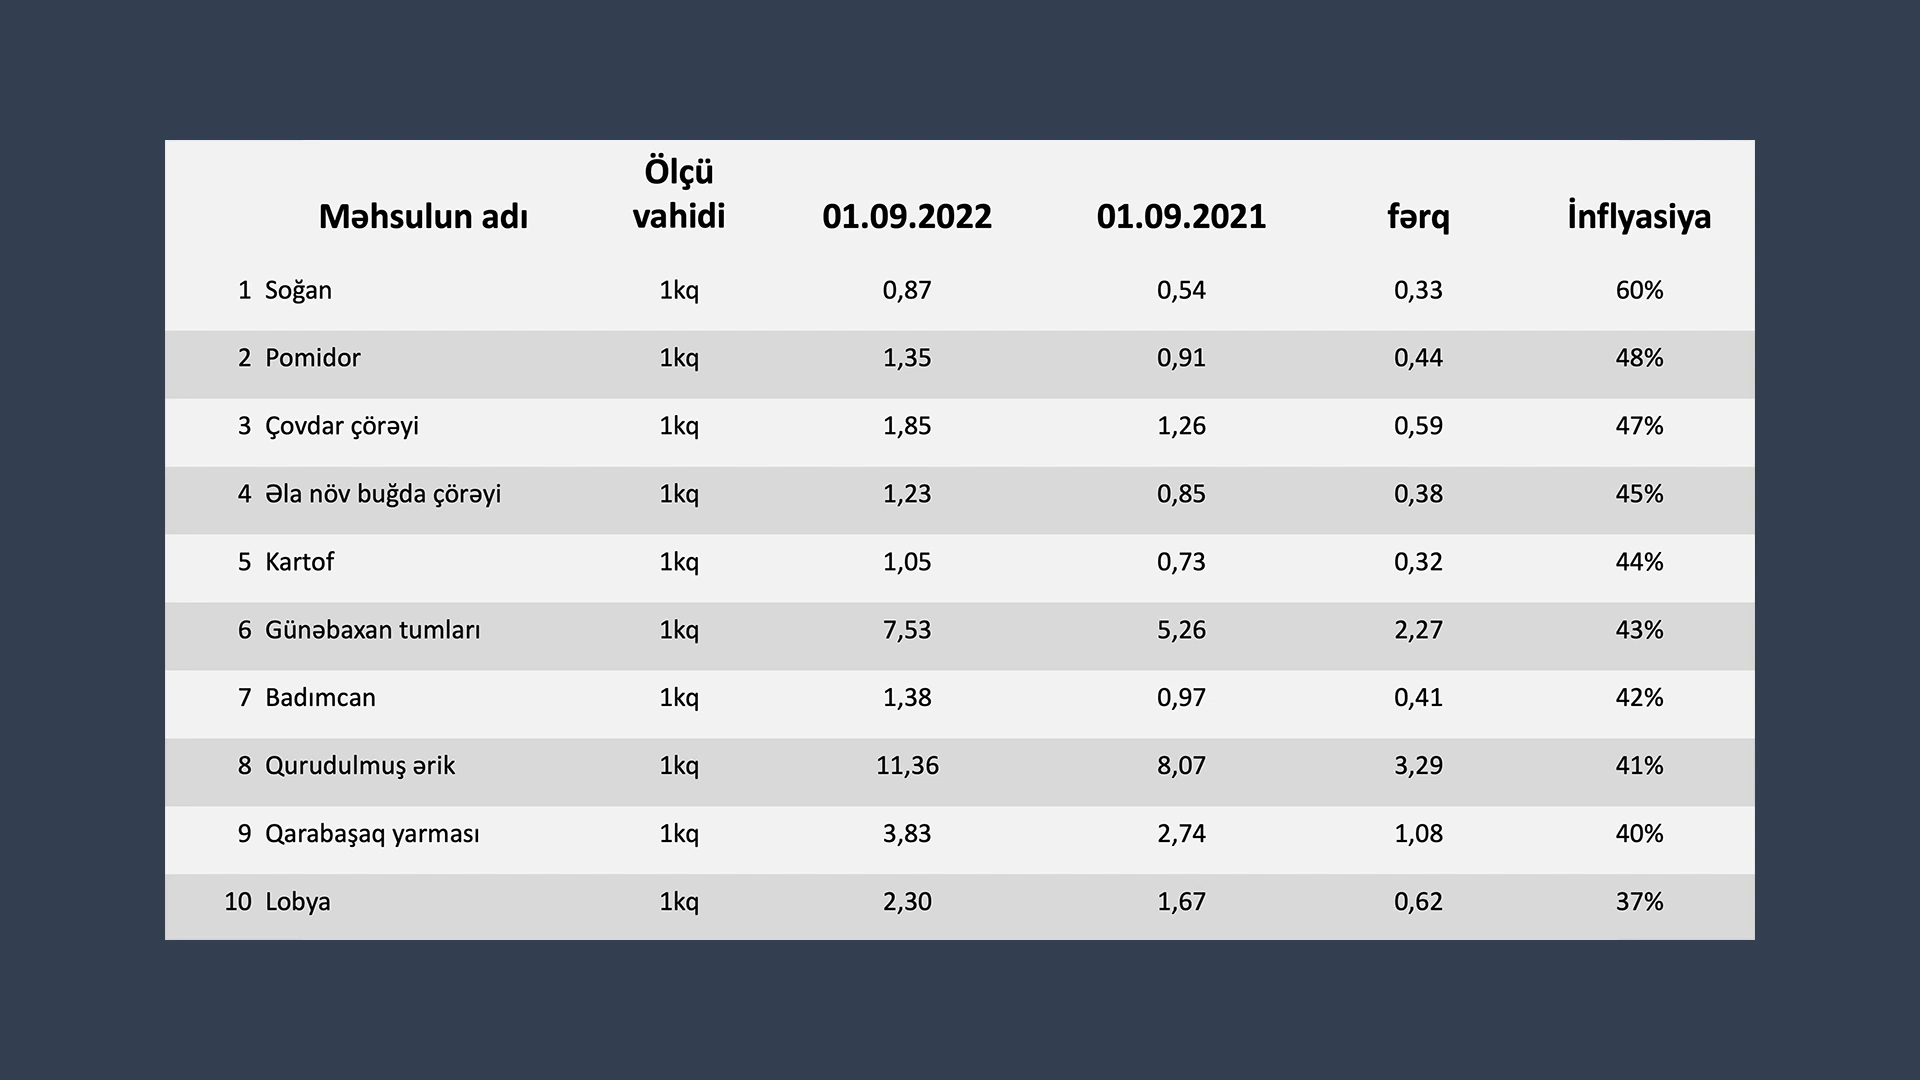 Məhsulun adı Ölçü vahidi 01.09.2022 01.09.2021 fərq İnflyasiya
1 Soğan 1kq 0,87 0,54 0,33 60%
2 Pomidor 1kq 1,35 0,91 0,44 48%
3 Çovdar çörəyi 1kq 1,85 1,26 0,59 47%
4 Əla növ buğda çörəyi 1kq 1,23 0,85 0,38 45%
5 Kartof 1kq 1,05 0,73 0,32 44%
6 Günəbaxan tumları 1kq 7,53 5,26 2,27 43%
7 Badımcan 1kq 1,38 0,97 0,41 42%
8 Qurudulmuş ərik 1kq 11,36 8,07 3,29 41%
9 Qarabaşaq yarması 1kq 3,83 2,74 1,08 40%
10 Lobya 1kq 2,30 1,67 0,62 37%